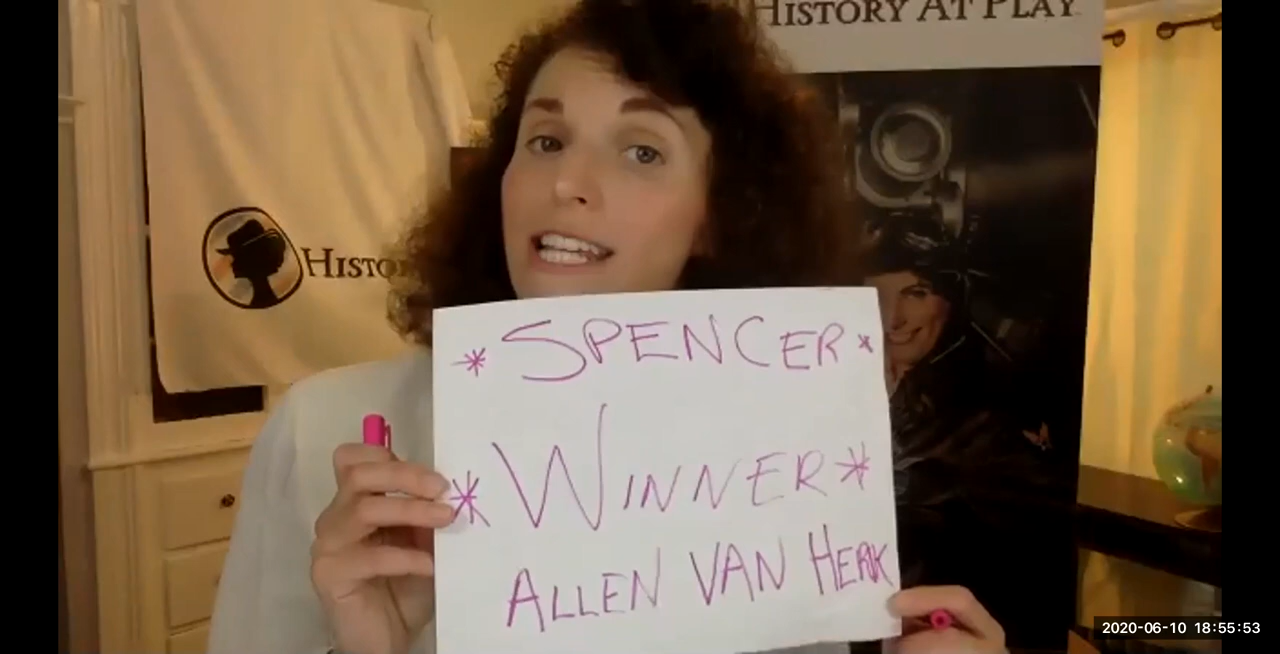 HISTORY AT PLAY
HISTO
* SPENCER *
* WINNER *
ALLEN VAN HERK
2020-06-10 18:55:53